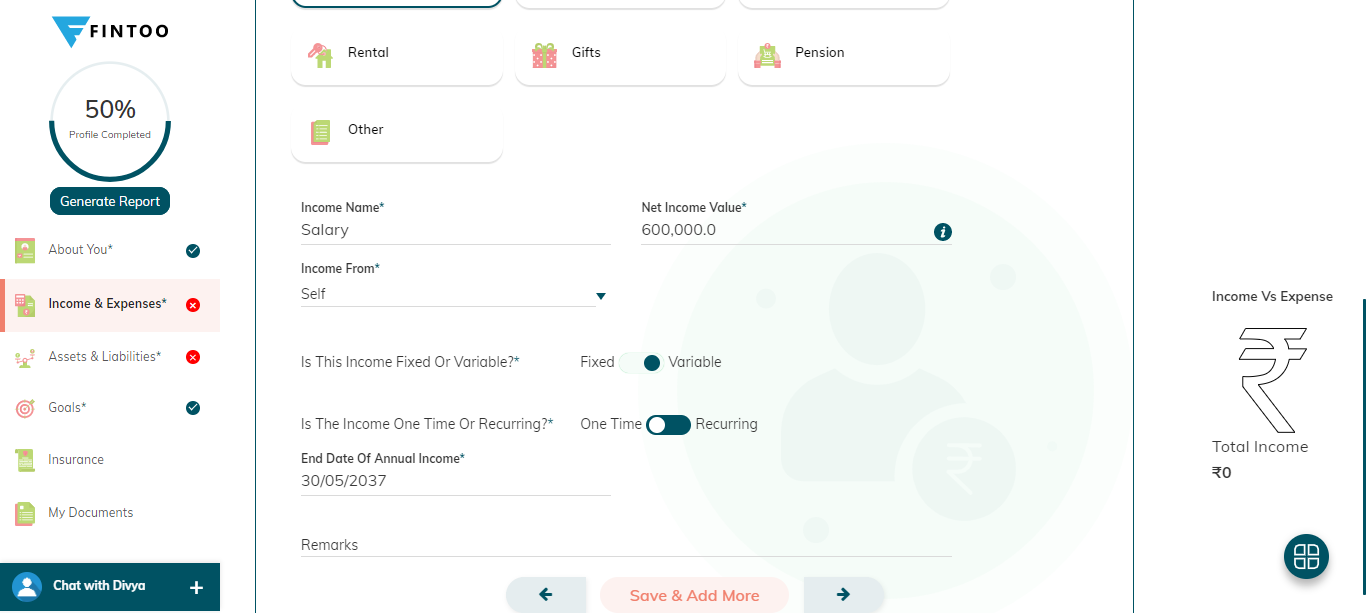 FINTOO
50%
Profile Completed
Generate Report
About You*
Income & Expenses*
Assets & Liabilities*
Goals*
Insurance
My Documents
Chat with Divya +
Rental
Gifts
Pension
Other
Income Name*
Salary
Net Income Value*
600,000.0
Income From*
Self
Is This Income Fixed Or Variable?*
Fixed Variable
Is The Income One Time Or Recurring?*
One Time Recurring
End Date Of Annual Income*
30/05/2037
Remarks
Save & Add More
Income Vs Expense
₹
Total Income
₹0